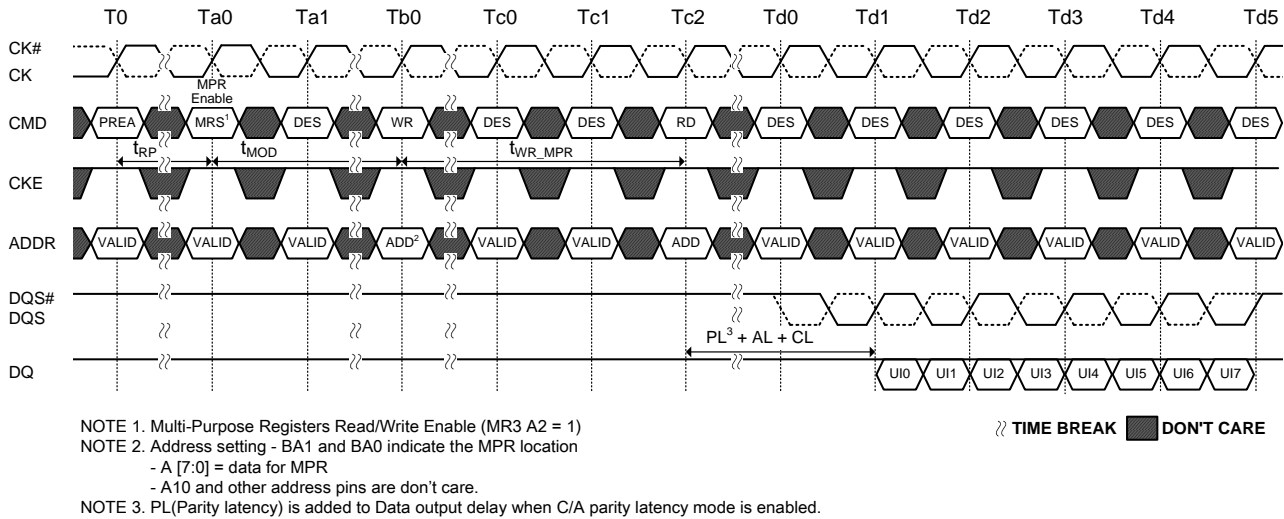 T0 Ta0 Ta1 Tb0 Tc0 Tc1 Tc2 Td0 Td1 Td2 Td3 Td4 Td5
CK#
CK
MPR
Enable
CMD PREA MRS¹ DES WR DES DES RD DES DES DES DES DES DES
tRP tMOD tWR_MPR
CKE
ADDR VALID VALID VALID ADD² VALID VALID ADD VALID VALID VALID VALID VALID VALID
DQS#
DQS
PL³ + AL + CL
DQ UI0 UI1 UI2 UI3 UI4 UI5 UI6 UI7
NOTE 1. Multi-Purpose Registers Read/Write Enable (MR3 A2 = 1)
TIME BREAK DON'T CARE
NOTE 2. Address setting - BA1 and BA0 indicate the MPR location
- A [7:0] = data for MPR
- A10 and other address pins are don't care.
NOTE 3. PL(Parity latency) is added to Data output delay when C/A parity latency mode is enabled.